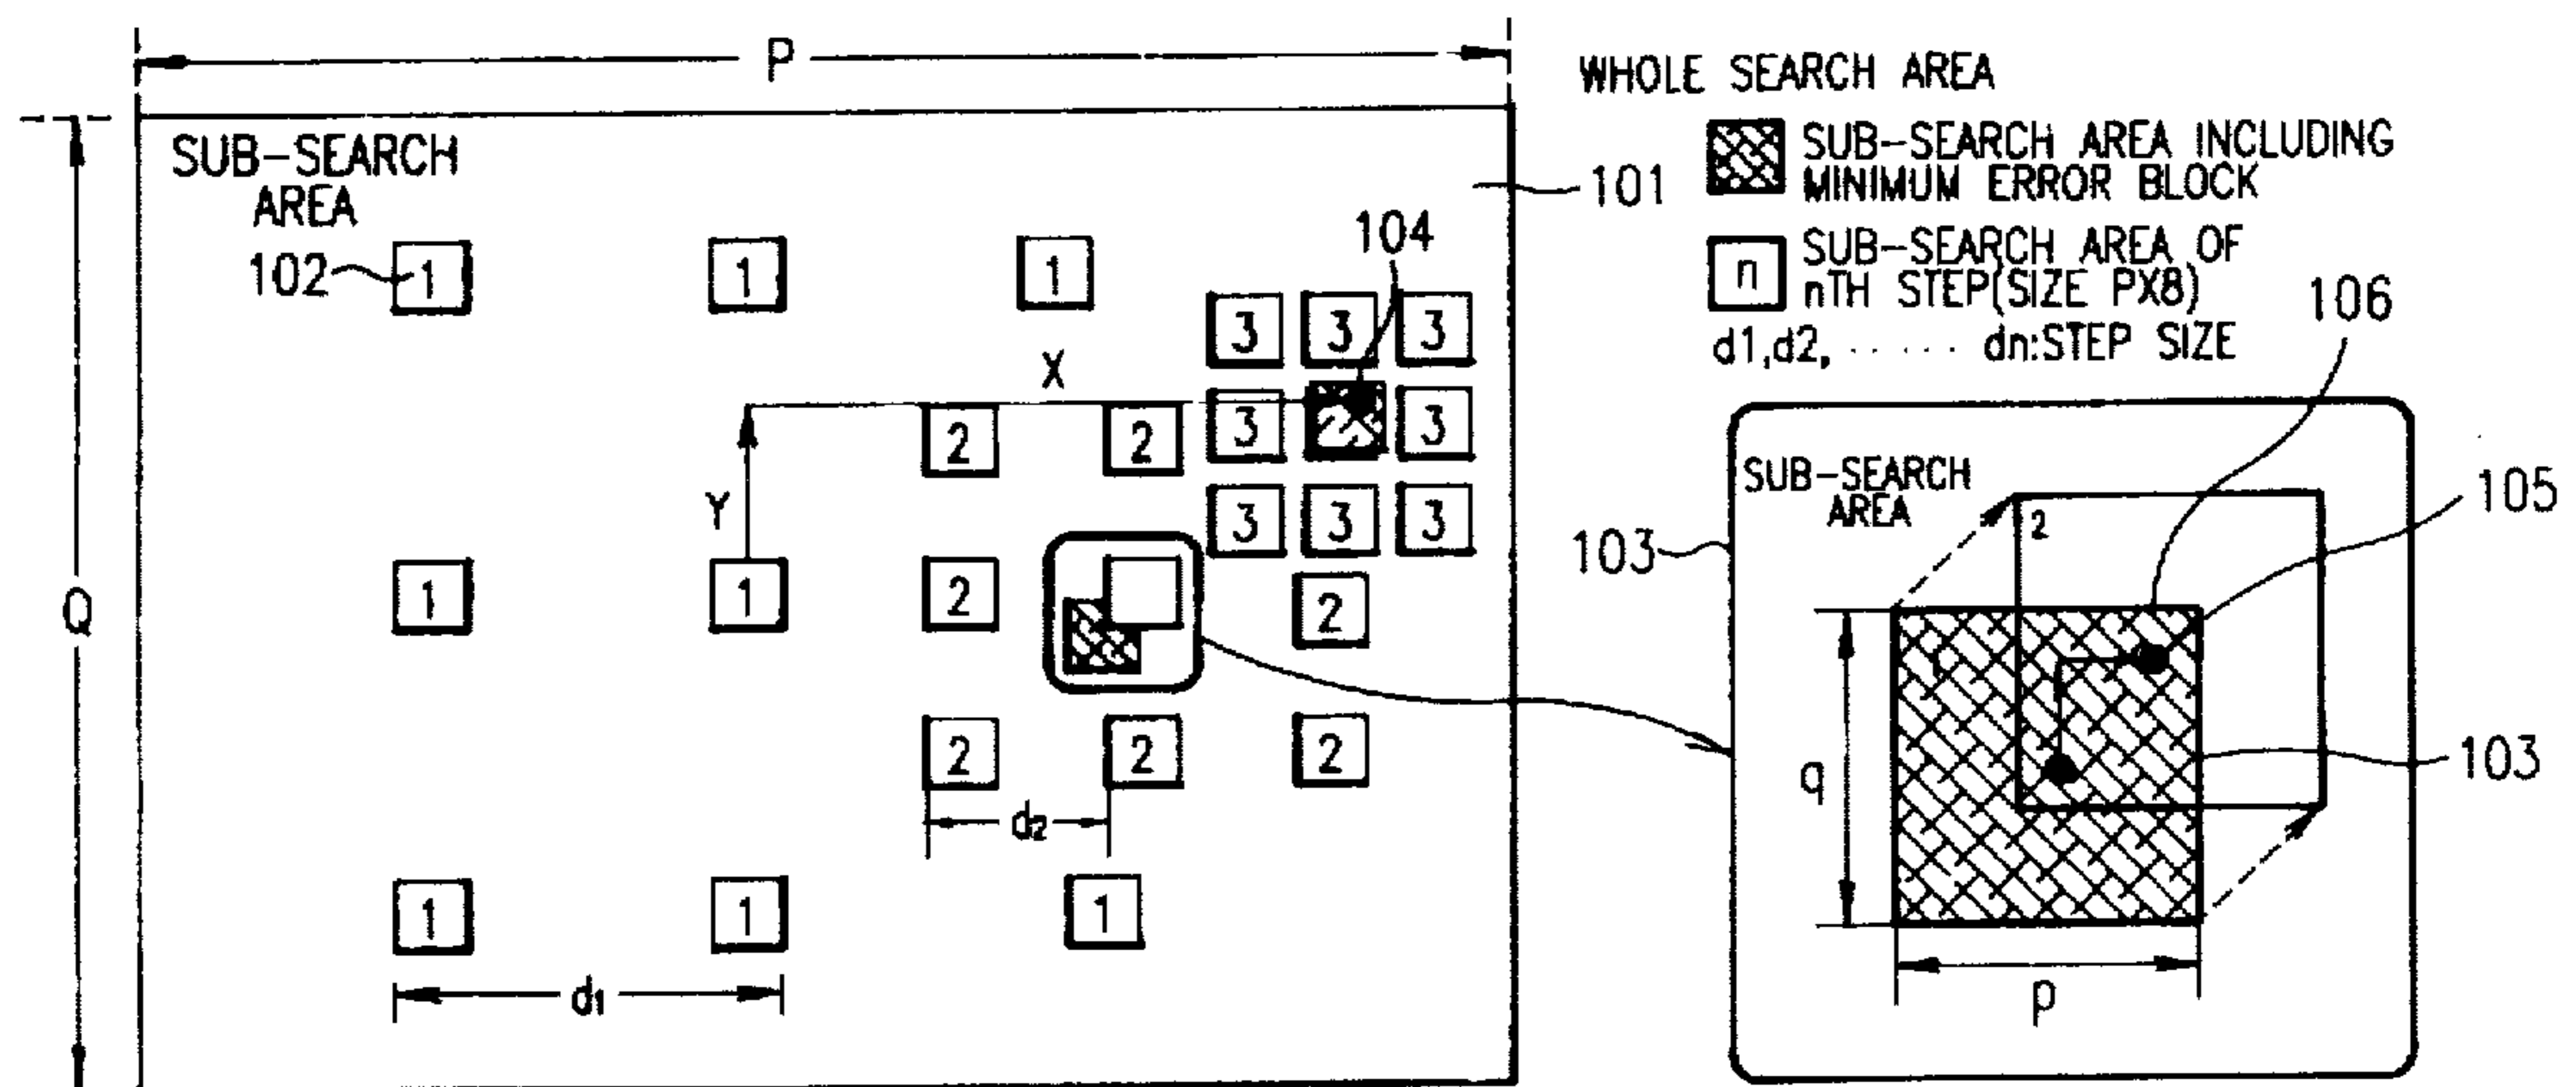 P
WHOLE SEARCH AREA
SUB-SEARCH AREA INCLUDING
MINIMUM ERROR BLOCK
SUB-SEARCH
AREA
101
104
102
1 1 1
n
SUB-SEARCH AREA OF
nTH STEP(SIZE PX8)
106
d1,d2, ...... dn:STEP SIZE
3 3 3
X
2 2 3 3
Y
3 3 3
SUB-SEARCH
AREA
2
105
103
Q
1 1 2 2
1
103
2 2 2
q
d2
1 1 1
p
d1